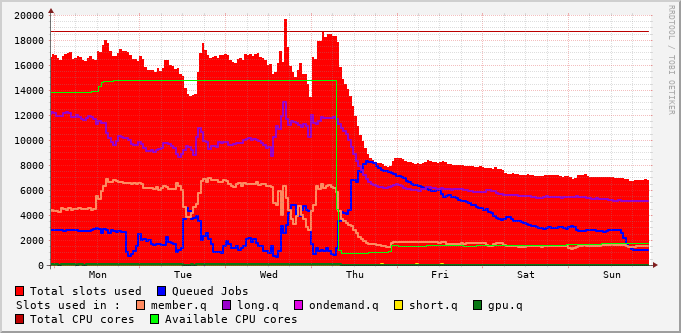 20000
18000
16000
14000
12000
10000
8000
6000
4000
2000
0
Mon Tue Wed Thu Fri Sat Sun
RRDTOOL / TOBI OETIKER
Total slots used Queued Jobs
Slots used in : member.q long.q ondemand.q short.q gpu.q
Total CPU cores Available CPU cores